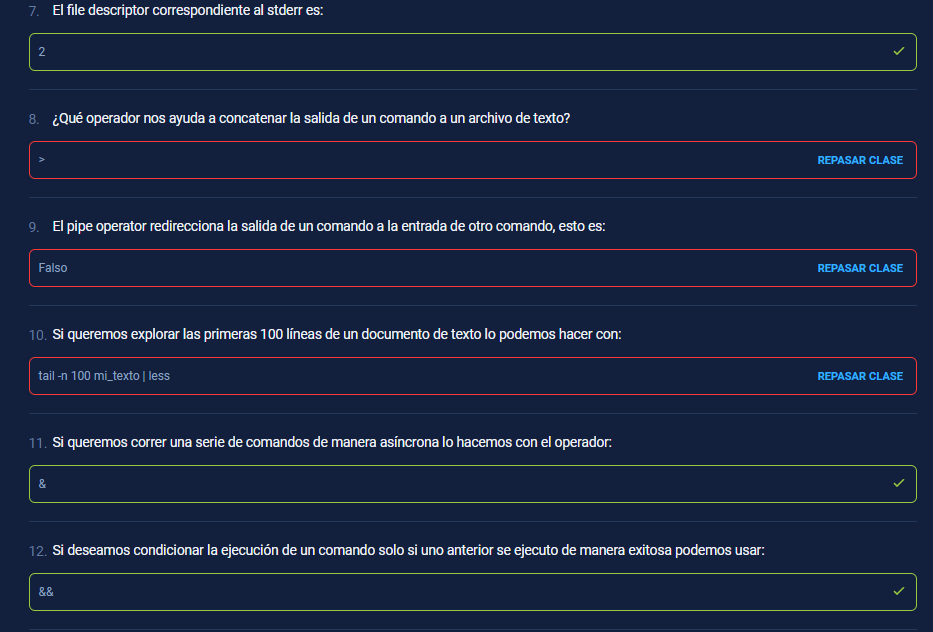 7. El file descriptor correspondiente al stderr es:
2
8. ¿Qué operador nos ayuda a concatenar la salida de un comando a un archivo de texto?
> REPASAR CLASE
9. El pipe operator redirecciona la salida de un comando a la entrada de otro comando, esto es:
Falso REPASAR CLASE
10. Si queremos explorar las primeras 100 líneas de un documento de texto lo podemos hacer con:
tail -n 100 mi_texto | less REPASAR CLASE
11. Si queremos correr una serie de comandos de manera asíncrona lo hacemos con el operador:
&
12. Si deseamos condicionar la ejecución de un comando solo si uno anterior se ejecuto de manera exitosa podemos usar:
&&